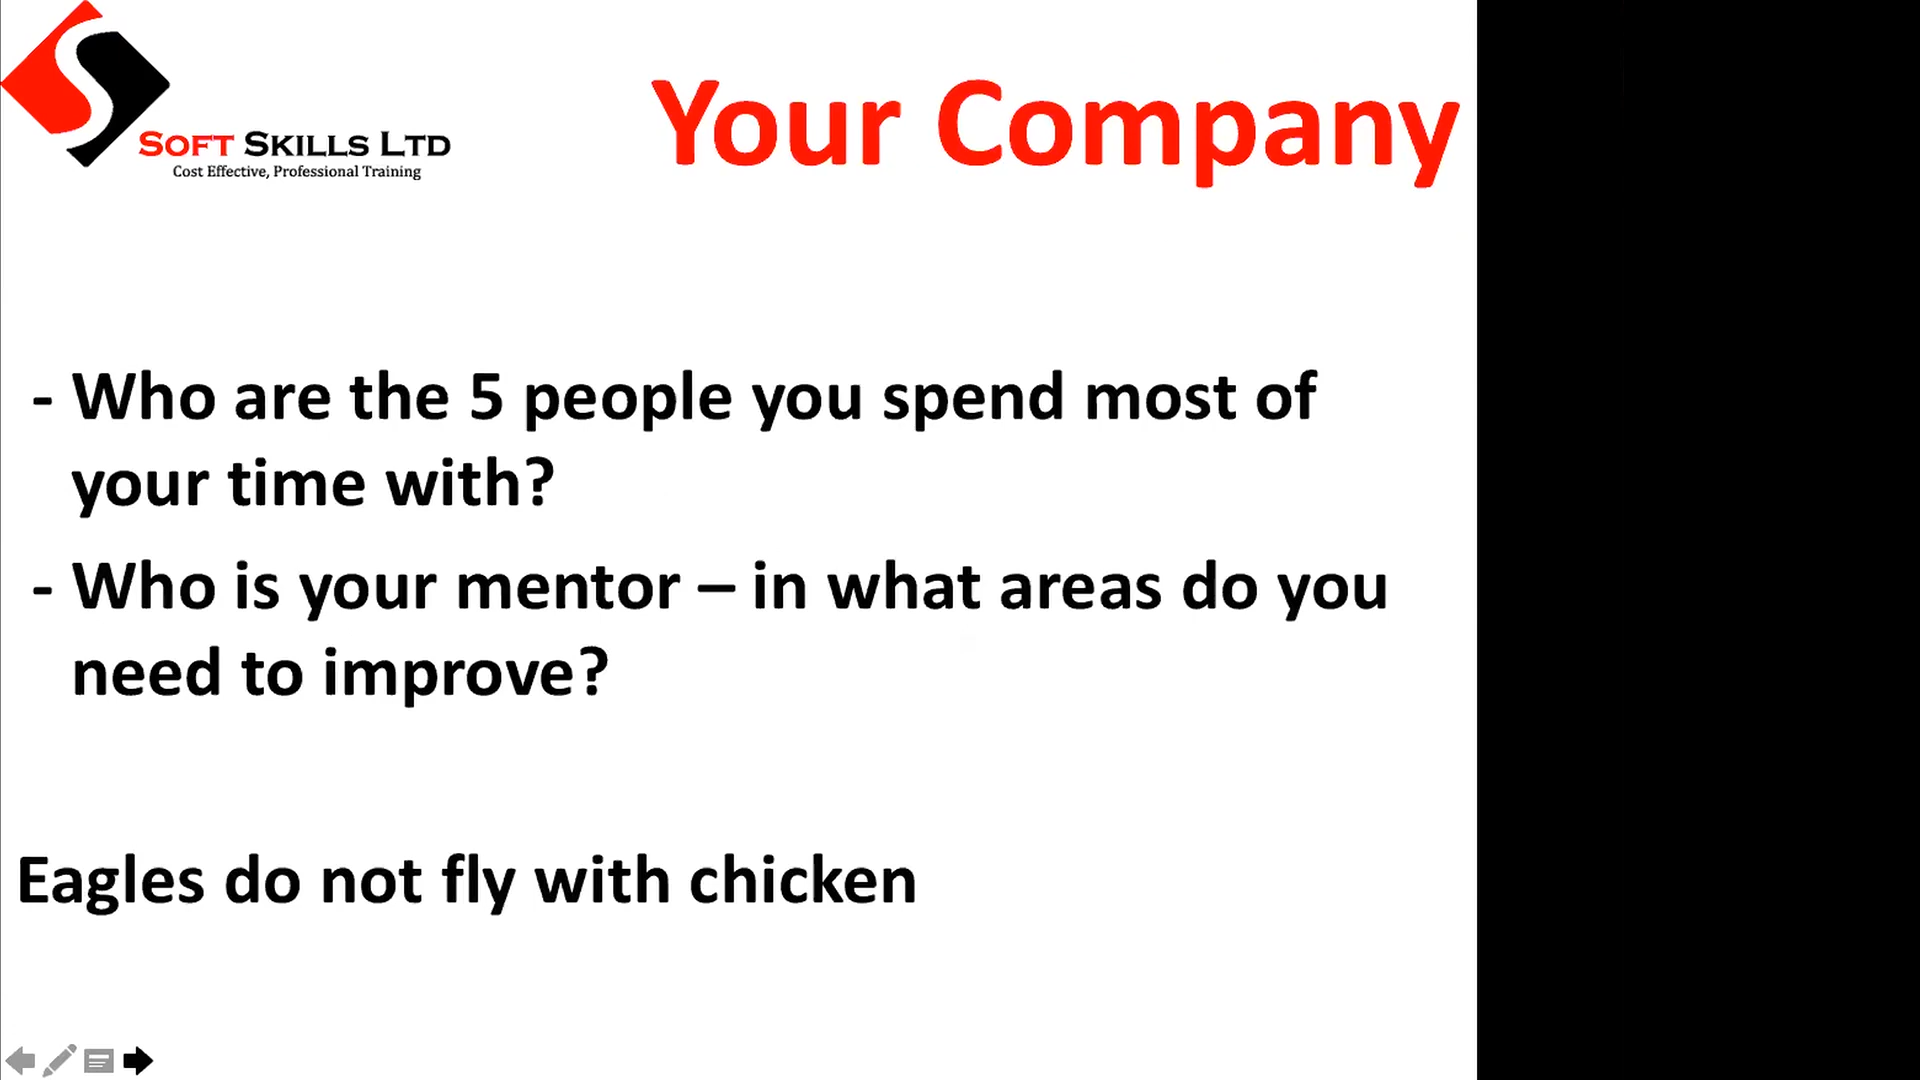 SOFT SKILLS LTD
Cost Effective, Professional Training
Your Company
- Who are the 5 people you spend most of
your time with?
- Who is your mentor – in what areas do you
need to improve?
Eagles do not fly with chicken